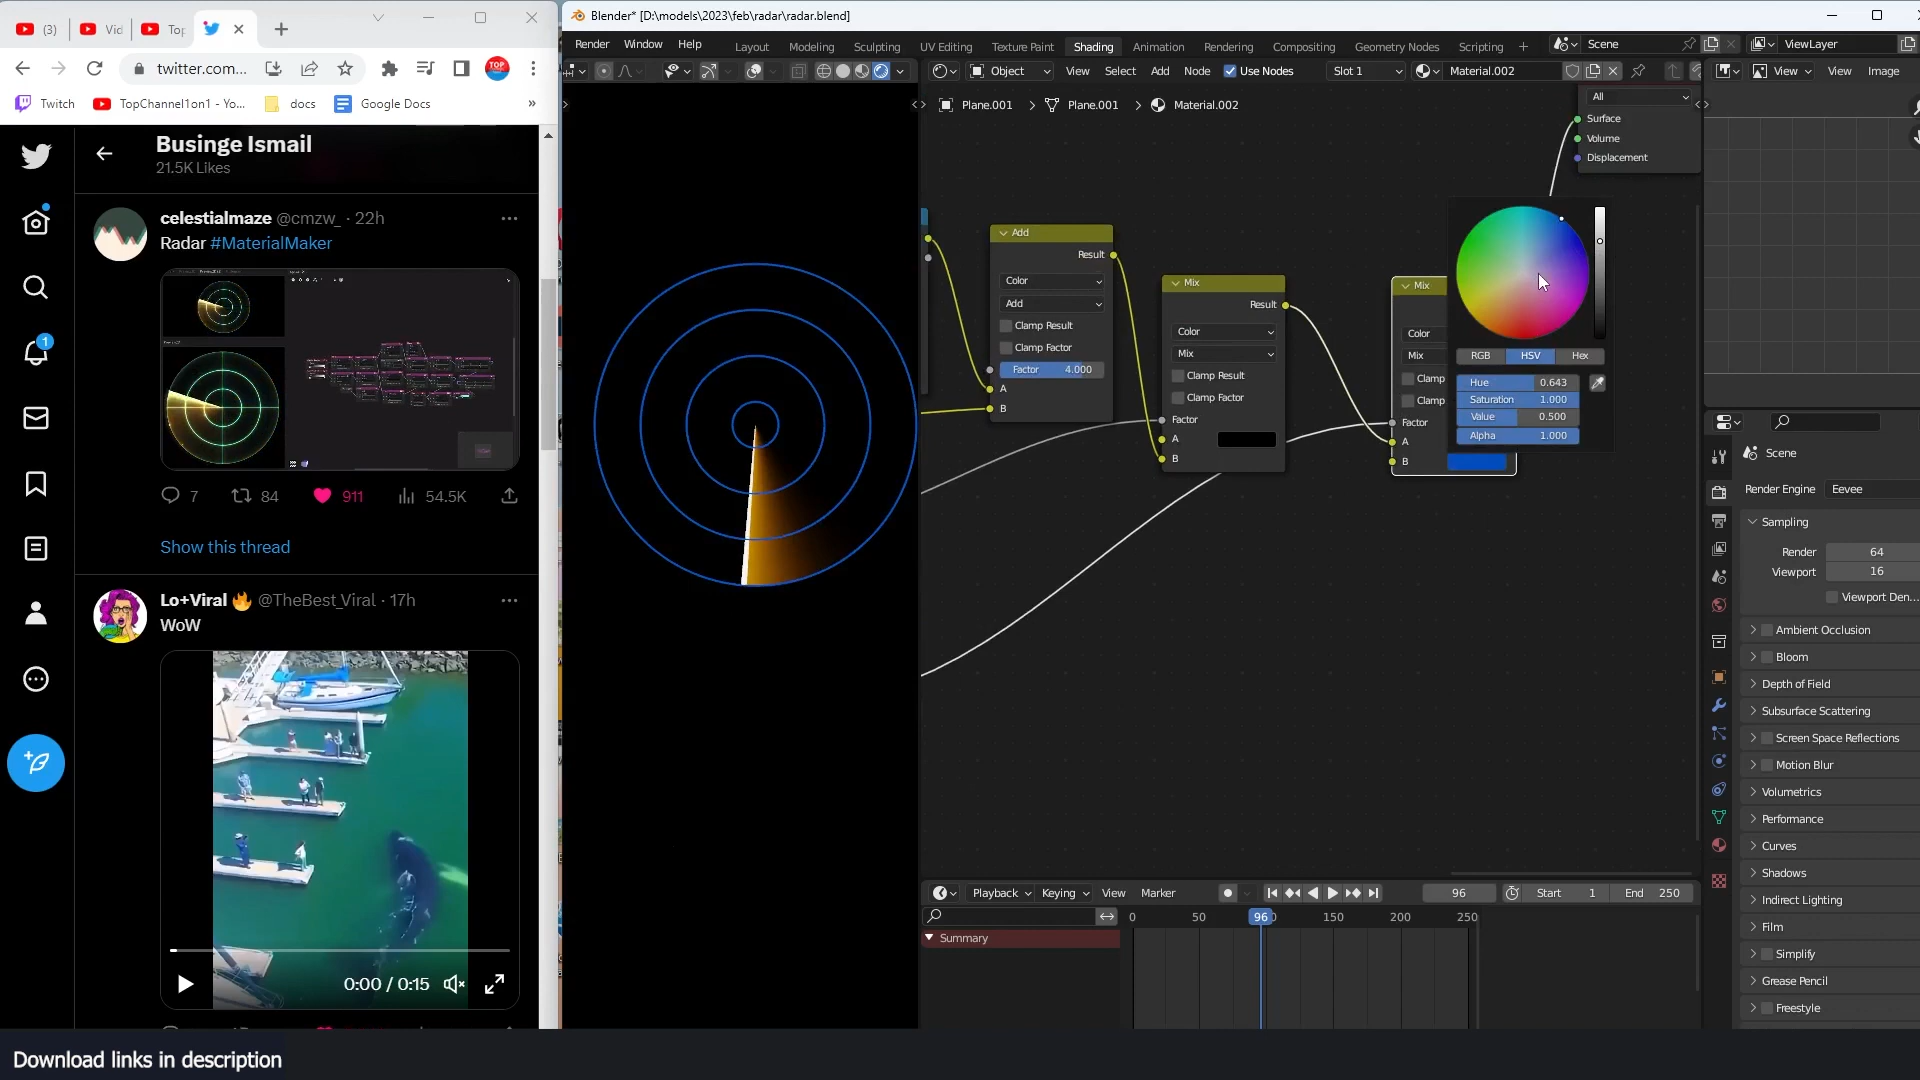 (3)
Vid
Top
Blender* [D:\models\2023\feb\radar\radar.blend]
twitter.com...
TOP
Twitch
TopChannel1on1 - Yo...
docs
Google Docs
»
Render Window Help
Layout Modeling Sculpting UV Editing Texture Paint Shading Animation Rendering Compositing Geometry Nodes Scripting +
Scene
ViewLayer
Object
View Select Add Node Use Nodes
Slot 1
Material.002
View
View Image
Plane.001 > Plane.001 > Material.002
Businge Ismail
21.5K Likes
celestialmaze @cmzw_ · 22h
Radar #MaterialMaker
7 84 911 54.5K
Show this thread
1
Lo+Viral 🔥 @TheBest_Viral · 17h
WoW
0:00 / 0:15
All
Surface
Volume
Displacement
Add
Result
Color
Add
Clamp Result
Clamp Factor
Factor 4.000
A
B
Mix
Result
Color
Mix
Clamp Result
Clamp Factor
Factor
A
B
Mix
Color
Mix
Clamp
Clamp
Factor
A
B
RGB HSV Hex
Hue 0.643
Saturation 1.000
Value 0.500
Alpha 1.000
Scene
Render Engine Eevee
Sampling
Render 64
Viewport 16
Viewport Den...
Ambient Occlusion
Bloom
Depth of Field
Subsurface Scattering
Screen Space Reflections
Motion Blur
Volumetrics
Performance
Curves
Shadows
Indirect Lighting
Film
Simplify
Grease Pencil
Freestyle
Playback Keying View Marker
96
Start 1 End 250
0 50 96 150 200 250
Summary
Download links in description